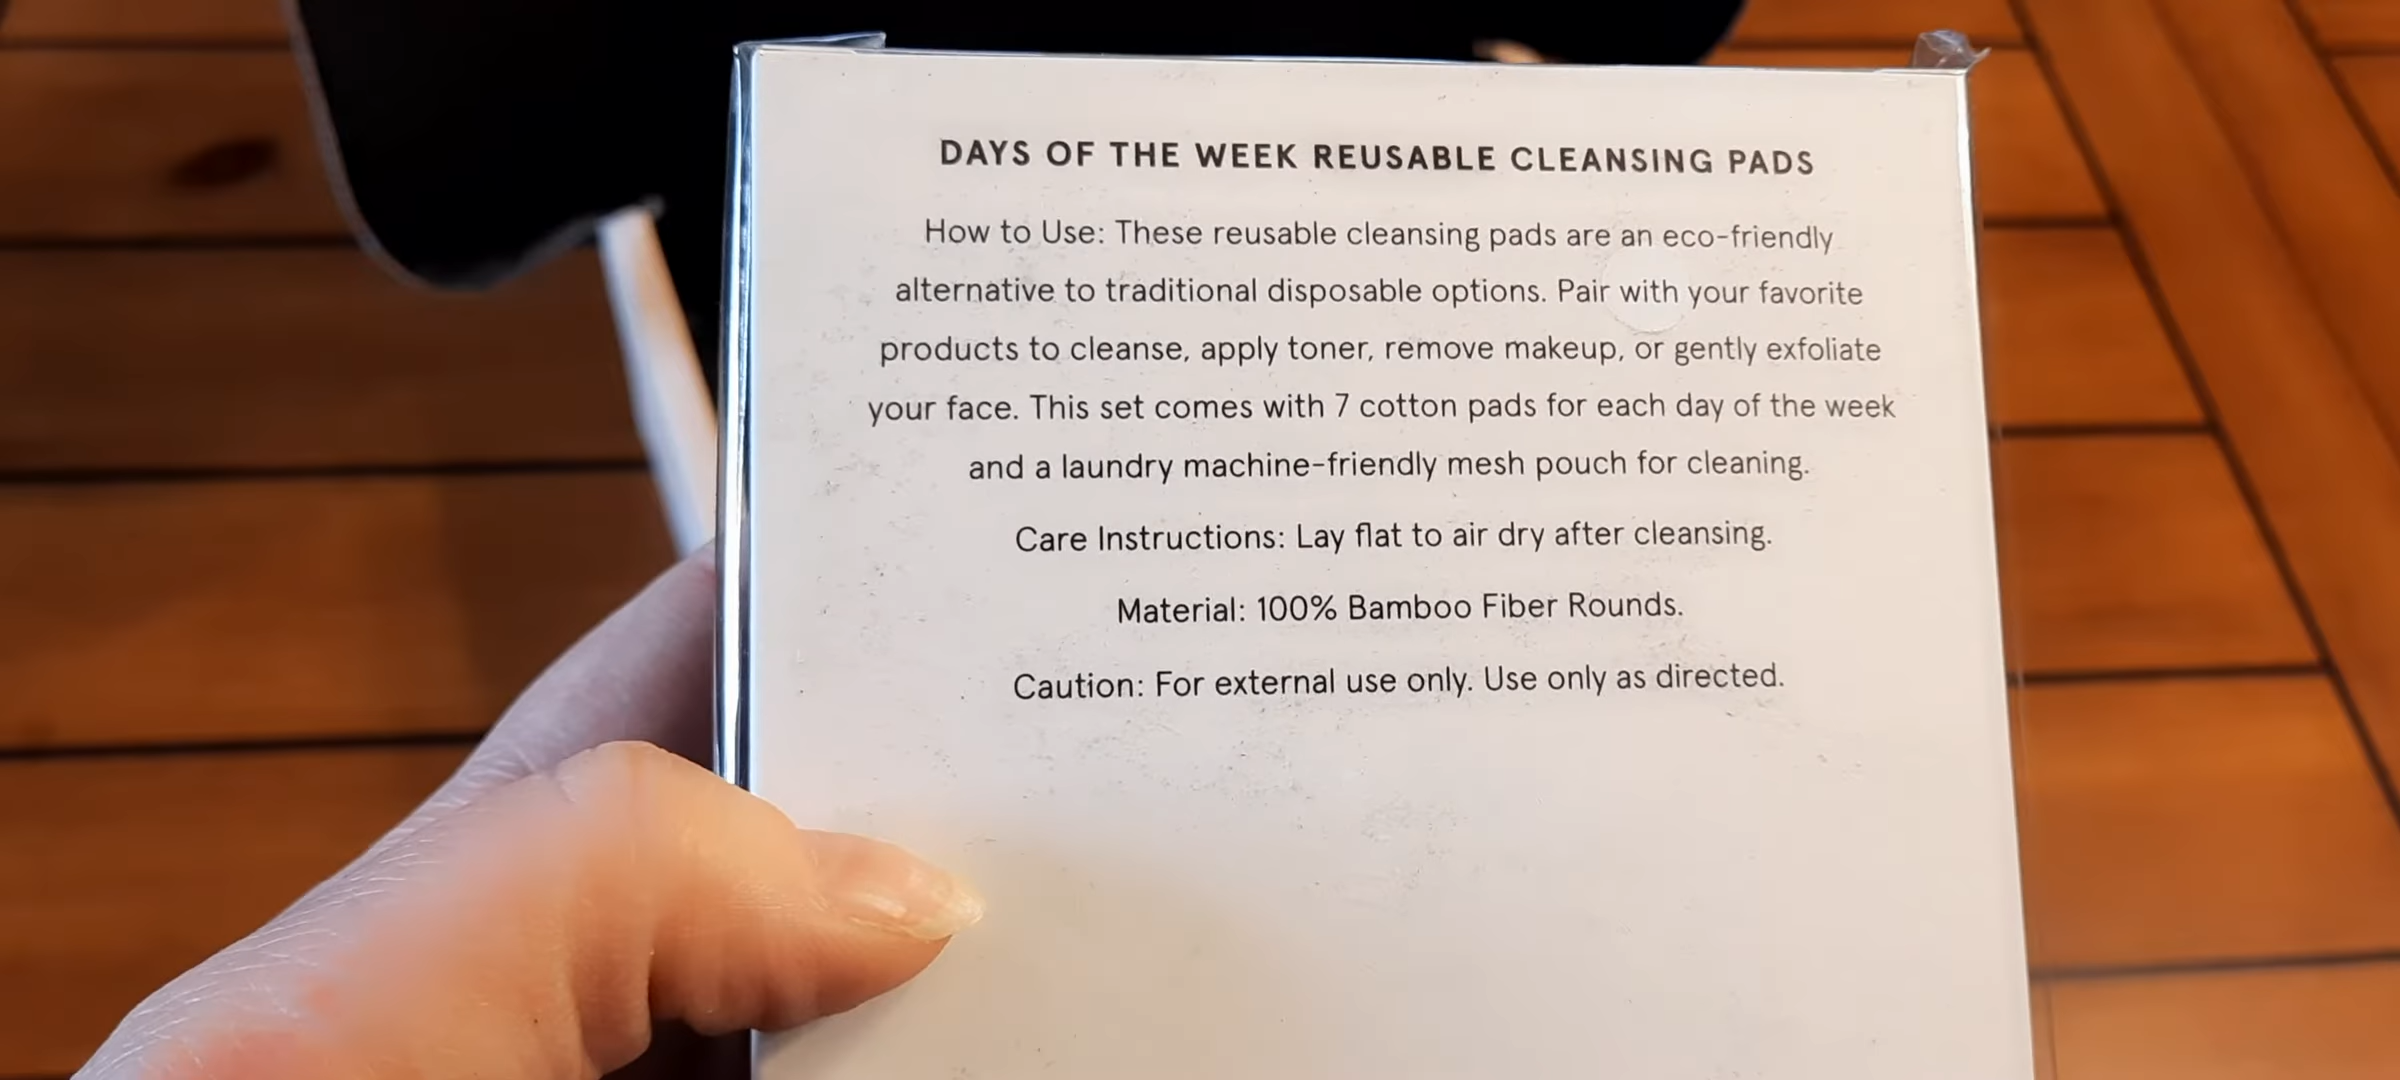 DAYS OF THE WEEK REUSABLE CLEANSING PADS
How to Use: These reusable cleansing pads are an eco-friendly
alternative to traditional disposable options. Pair with your favorite
products to cleanse, apply toner, remove makeup, or gently exfoliate
your face. This set comes with 7 cotton pads for each day of the week
and a laundry machine-friendly mesh pouch for cleaning.
Care Instructions: Lay flat to air dry after cleansing.
Material: 100% Bamboo Fiber Rounds.
Caution: For external use only. Use only as directed.